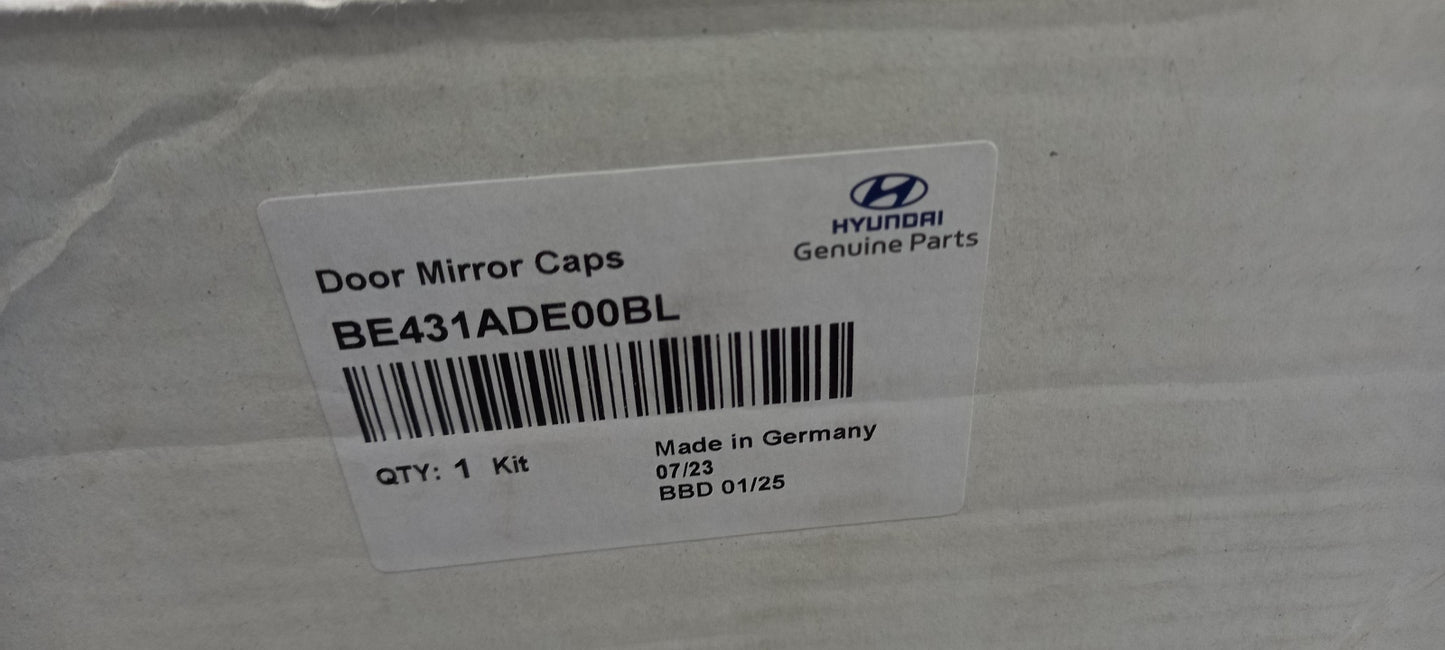 HYUNDAI
Genuine Parts
Door Mirror Caps
BE431ADE00BL
QTY: 1 Kit
Made in Germany
07/23
BBD 01/25